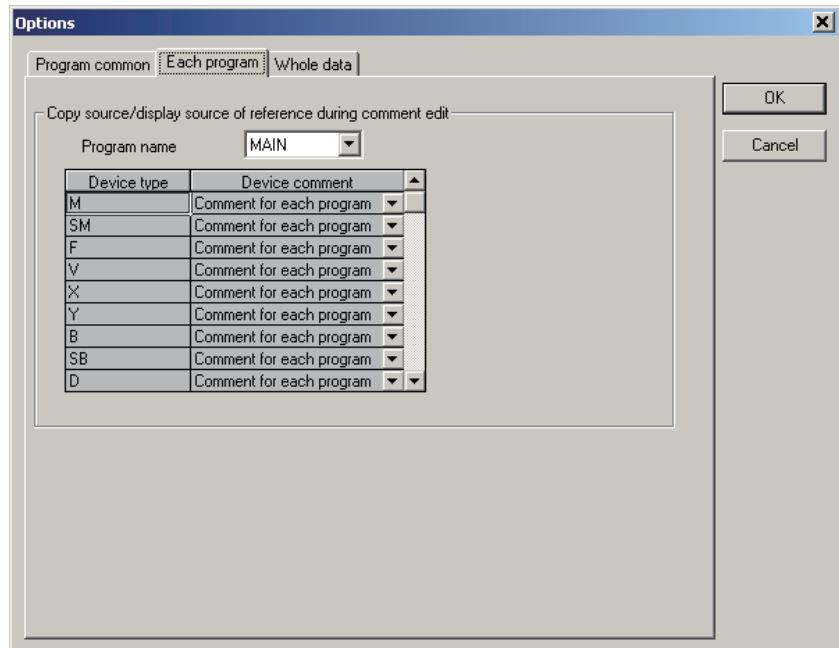 Options
Program common Each program Whole data
OK
Copy source/display source of reference during comment edit
Program name MAIN
Cancel
Device type Device comment
M Comment for each program
SM Comment for each program
F Comment for each program
V Comment for each program
X Comment for each program
Y Comment for each program
B Comment for each program
SB Comment for each program
D Comment for each program